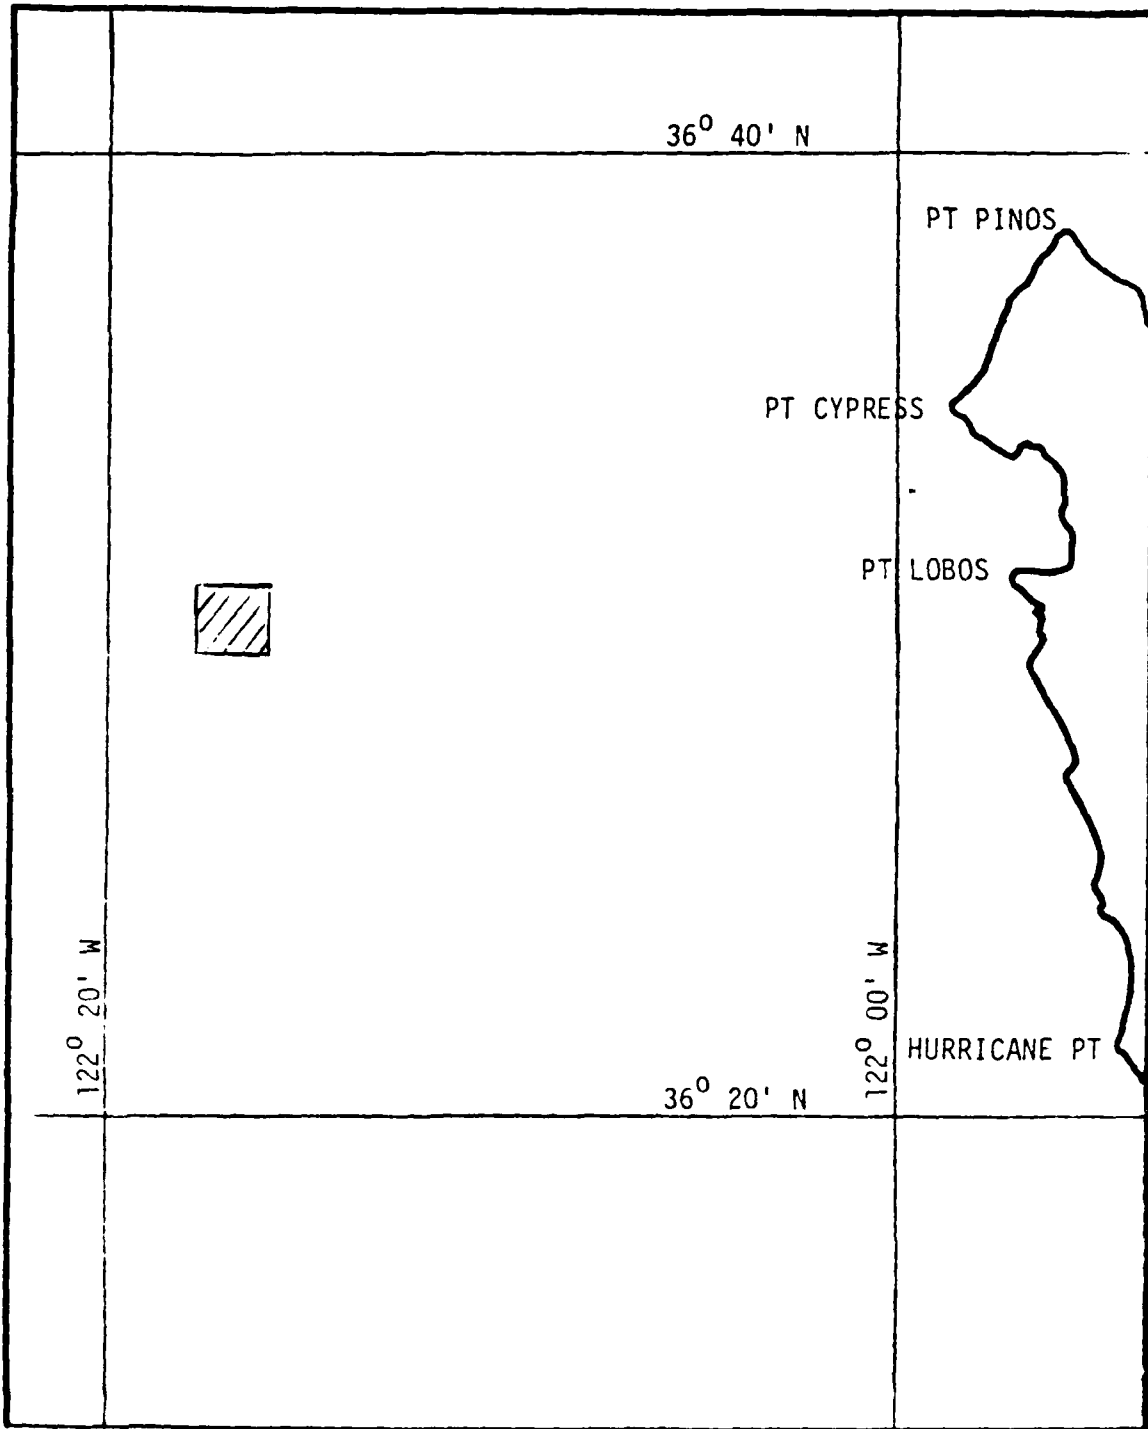 36° 40' N
PT PINOS
PT CYPRESS
PT LOBOS
122° 20' W
122° 00' W
HURRICANE PT
36° 20' N